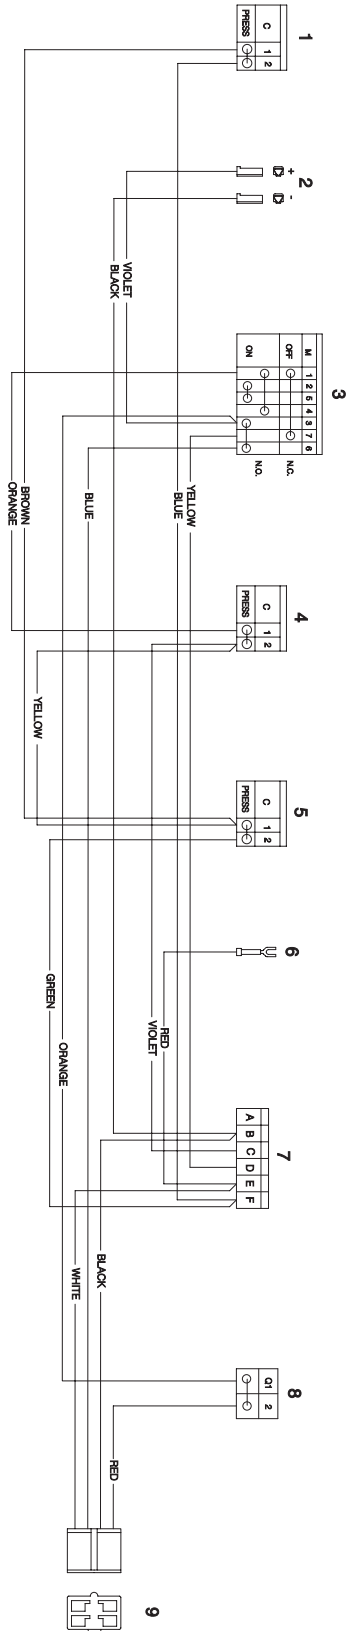 1
C
PRESS
1
2
2
+
-
VIOLET
BLACK
3
M
OFF
ON
1
2
5
4
3
7
6
N.C.
N.O.
YELLOW
BLUE
BLUE
BROWN
ORANGE
4
C
PRESS
1
2
YELLOW
5
C
PRESS
1
2
6
GREEN
ORANGE
RED
VIOLET
7
A
B
C
D
E
F
BLACK
WHITE
8
Q1
2
RED
9